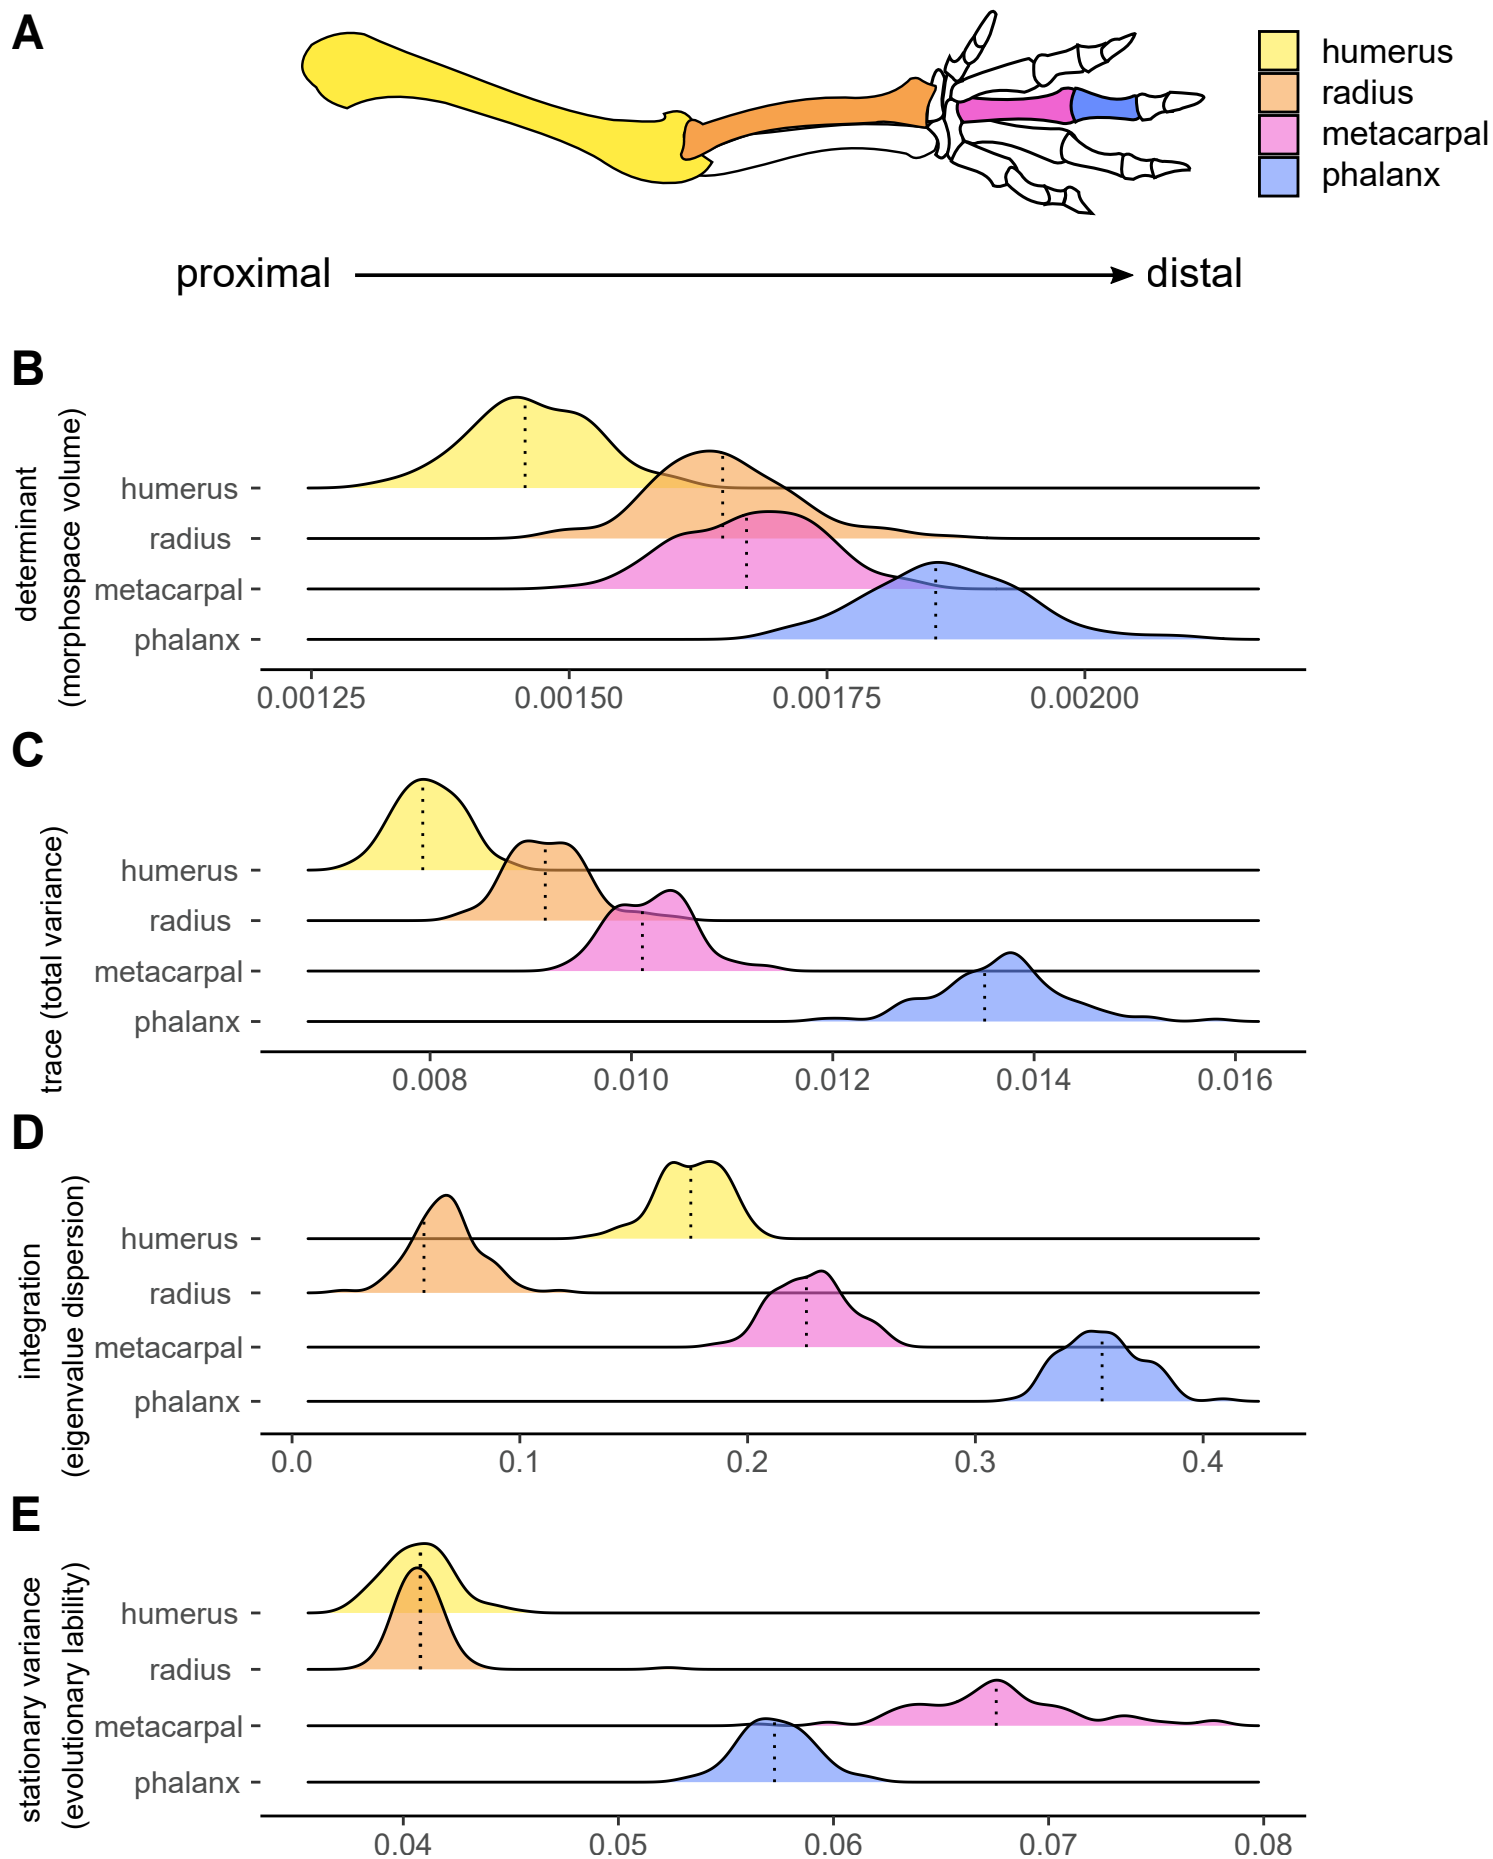 A
humerus
radius
metacarpal
phalanx
proximal
distal
B
determinant
(morphospace volume)
humerus
radius
metacarpal
phalanx
0.00125 0.00150 0.00175 0.00200
C
trace (total variance)
humerus
radius
metacarpal
phalanx
0.008 0.010 0.012 0.014 0.016
D
integration
(eigenvalue dispersion)
humerus
radius
metacarpal
phalanx
0.0 0.1 0.2 0.3 0.4
E
stationary variance
(evolutionary lability)
humerus
radius
metacarpal
phalanx
0.04 0.05 0.06 0.07 0.08